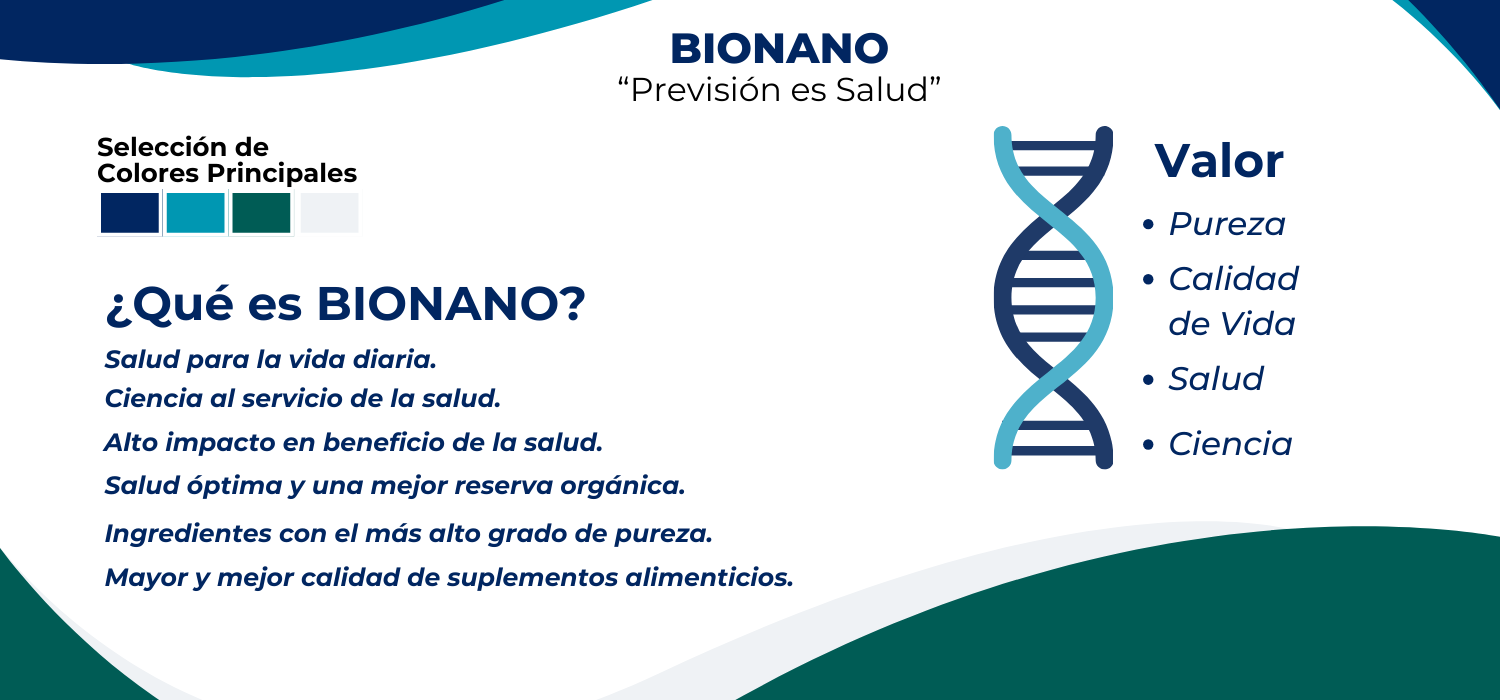 BIONANO
“Previsión es Salud”
Selección de
Colores Principales
¿Qué es BIONANO?
Salud para la vida diaria.
Ciencia al servicio de la salud.
Alto impacto en beneficio de la salud.
Salud óptima y una mejor reserva orgánica.
Ingredientes con el más alto grado de pureza.
Mayor y mejor calidad de suplementos alimenticios.
Valor
• Pureza
• Calidad
de Vida
• Salud
• Ciencia